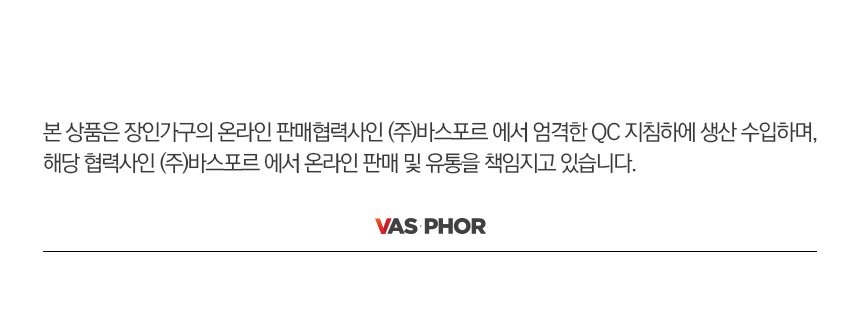 본 상품은 장인가구의 온라인 판매협력사인 (주)바스포르 에서 엄격한 QC 지침하에 생산 수입하며,
해당 협력사인 (주)바스포르 에서 온라인 판매 및 유통을 책임지고 있습니다.
VAS·PHOR